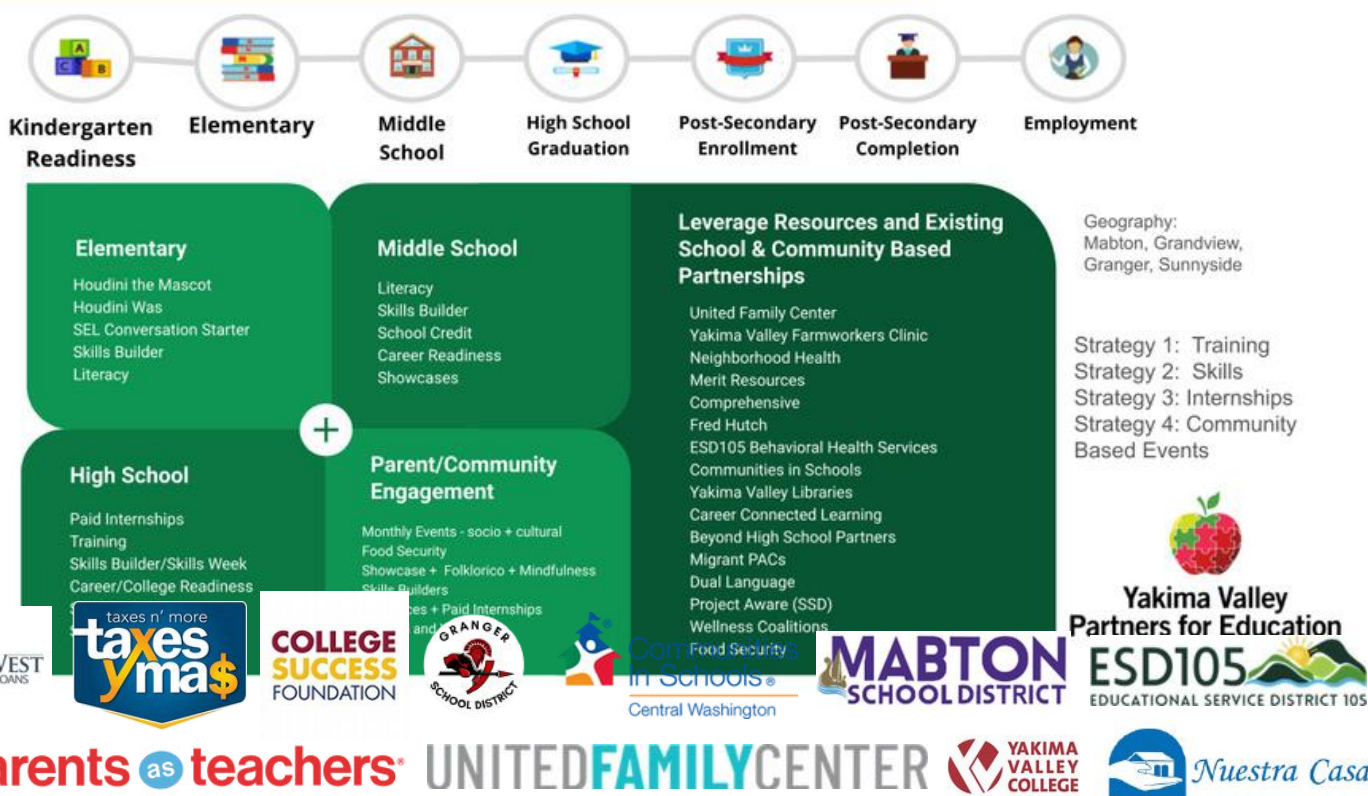 Kindergarten
Readiness
Elementary
Middle
School
High School
Graduation
Post-Secondary
Enrollment
Post-Secondary
Completion
Employment
Elementary
Houdini the Mascot
Houdini Was
SEL Conversation Starter
Skills Builder
Literacy
Middle School
Literacy
Skills Builder
School Credit
Career Readiness
Showcases
Leverage Resources and Existing
School & Community Based
Partnerships
United Family Center
Yakima Valley Farmworkers Clinic
Neighborhood Health
Merit Resources
Comprehensive
Fred Hutch
ESD105 Behavioral Health Services
Communities in Schools
Yakima Valley Libraries
Career Connected Learning
Beyond High School Partners
Migrant PACs
Dual Language
Project Aware (SSD)
Wellness Coalitions
Food Security
Geography:
Mabton, Grandview,
Granger, Sunnyside
Strategy 1: Training
Strategy 2: Skills
Strategy 3: Internships
Strategy 4: Community
Based Events
+
High School
Paid Internships
Training
Skills Builder/Skills Week
Career/College Readiness
Parent/Community
Engagement
Monthly Events - socio + cultural
Food Security
Showcase + Folklorico + Mindfulness
Skills Builders
+ Paid Internships
and
Yakima Valley
Partners for Education
taxes n' more
taxes
y ma$
COLLEGE
SUCCESS
FOUNDATION
GRANGER
SCHOOL DISTRICT
Communities
In Schools®
Central Washington
MABTON
SCHOOL DISTRICT
ESD105
EDUCATIONAL SERVICE DISTRICT 105
as teachers
UNITEDFAMILYCENTER
YAKIMA
VALLEY
COLLEGE
Nuestra Casa